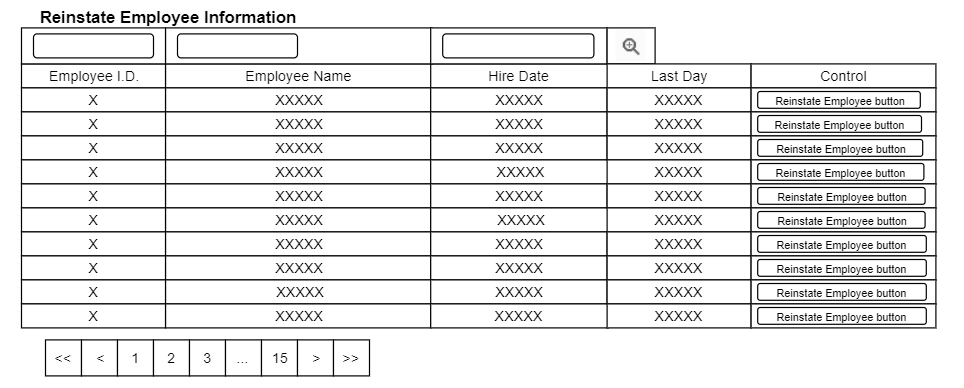 Reinstate Employee Information
Employee I.D. Employee Name Hire Date Last Day Control
X XXXXX XXXXX XXXXX Reinstate Employee button
X XXXXX XXXXX XXXXX Reinstate Employee button
X XXXXX XXXXX XXXXX Reinstate Employee button
X XXXXX XXXXX XXXXX Reinstate Employee button
X XXXXX XXXXX XXXXX Reinstate Employee button
X XXXXX XXXXX XXXXX Reinstate Employee button
X XXXXX XXXXX XXXXX Reinstate Employee button
X XXXXX XXXXX XXXXX Reinstate Employee button
X XXXXX XXXXX XXXXX Reinstate Employee button
X XXXXX XXXXX XXXXX Reinstate Employee button
<< < 1 2 3 ... 15 > >>